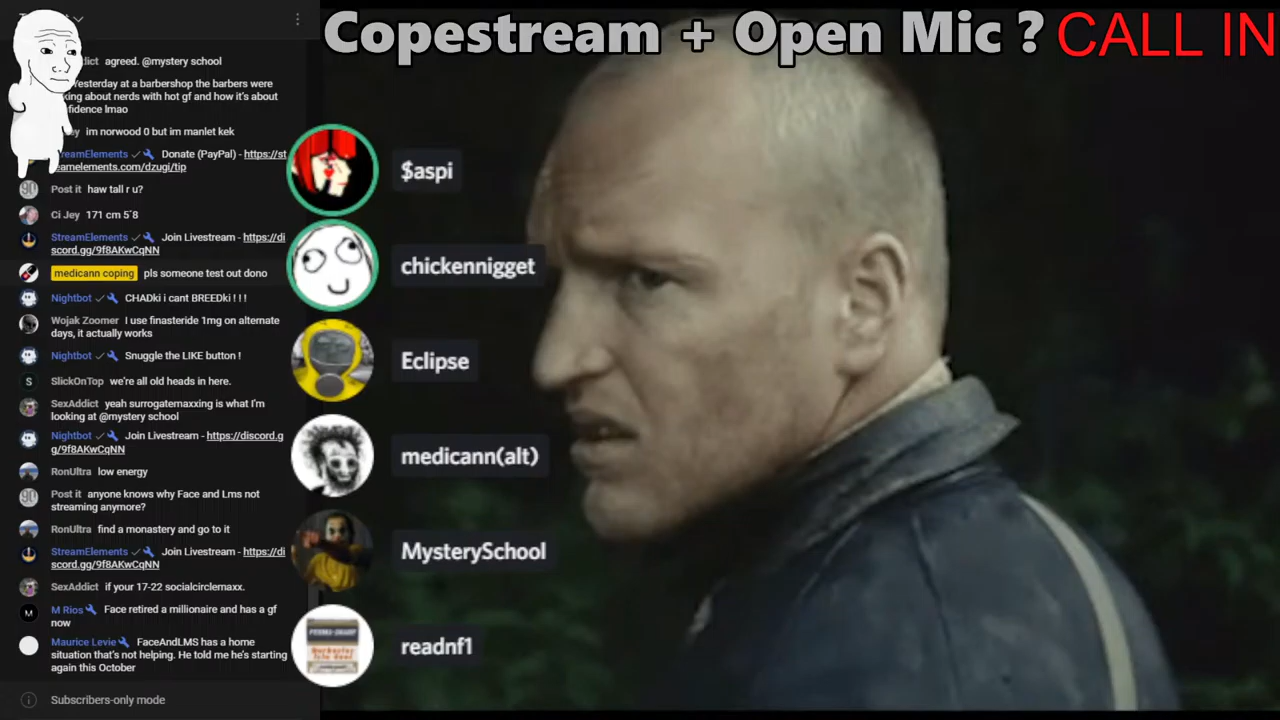 Copestream + Open Mic ? CALL IN
agreed. @mystery school
Yesterday at a barbershop the barbers were
about nerds with hot gf and how it's about
lmao
im norwood 0 but im manlet kek
Donate (PayPal) - https://st
reamelements.com/dzugi/tip
Post it haw tall r u?
Ci Jey 171 cm 5´8
StreamElements Join Livestream - https://di
scord.gg/9f8AKwCqNN
medicann coping pls someone test out dono
Nightbot CHADki i cant BREEDki ! ! !
Wojak Zoomer I use finasteride 1mg on alternate
days, it actually works
Nightbot Snuggle the LIKE button !
S SlickOnTop we're all old heads in here.
SexAddict yeah surrogatemaxxing is what I'm
looking at @mystery school
Nightbot Join Livestream - https://discord.g
g/9f8AKwCqNN
RonUltra low energy
Post it anyone knows why Face and Lms not
streaming anymore?
RonUltra find a monastery and go to it
StreamElements Join Livestream - https://di
scord.gg/9f8AKwCqNN
SexAddict if your 17-22 socialcirclemaxx.
M M Rios Face retired a millionaire and has a gf
now
Maurice Levie FaceAndLMS has a home
situation that's not helping. He told me he's starting
again this October
Subscribers-only mode
$aspi
chickennigget
Eclipse
medicann(alt)
MysterySchool
readnf1